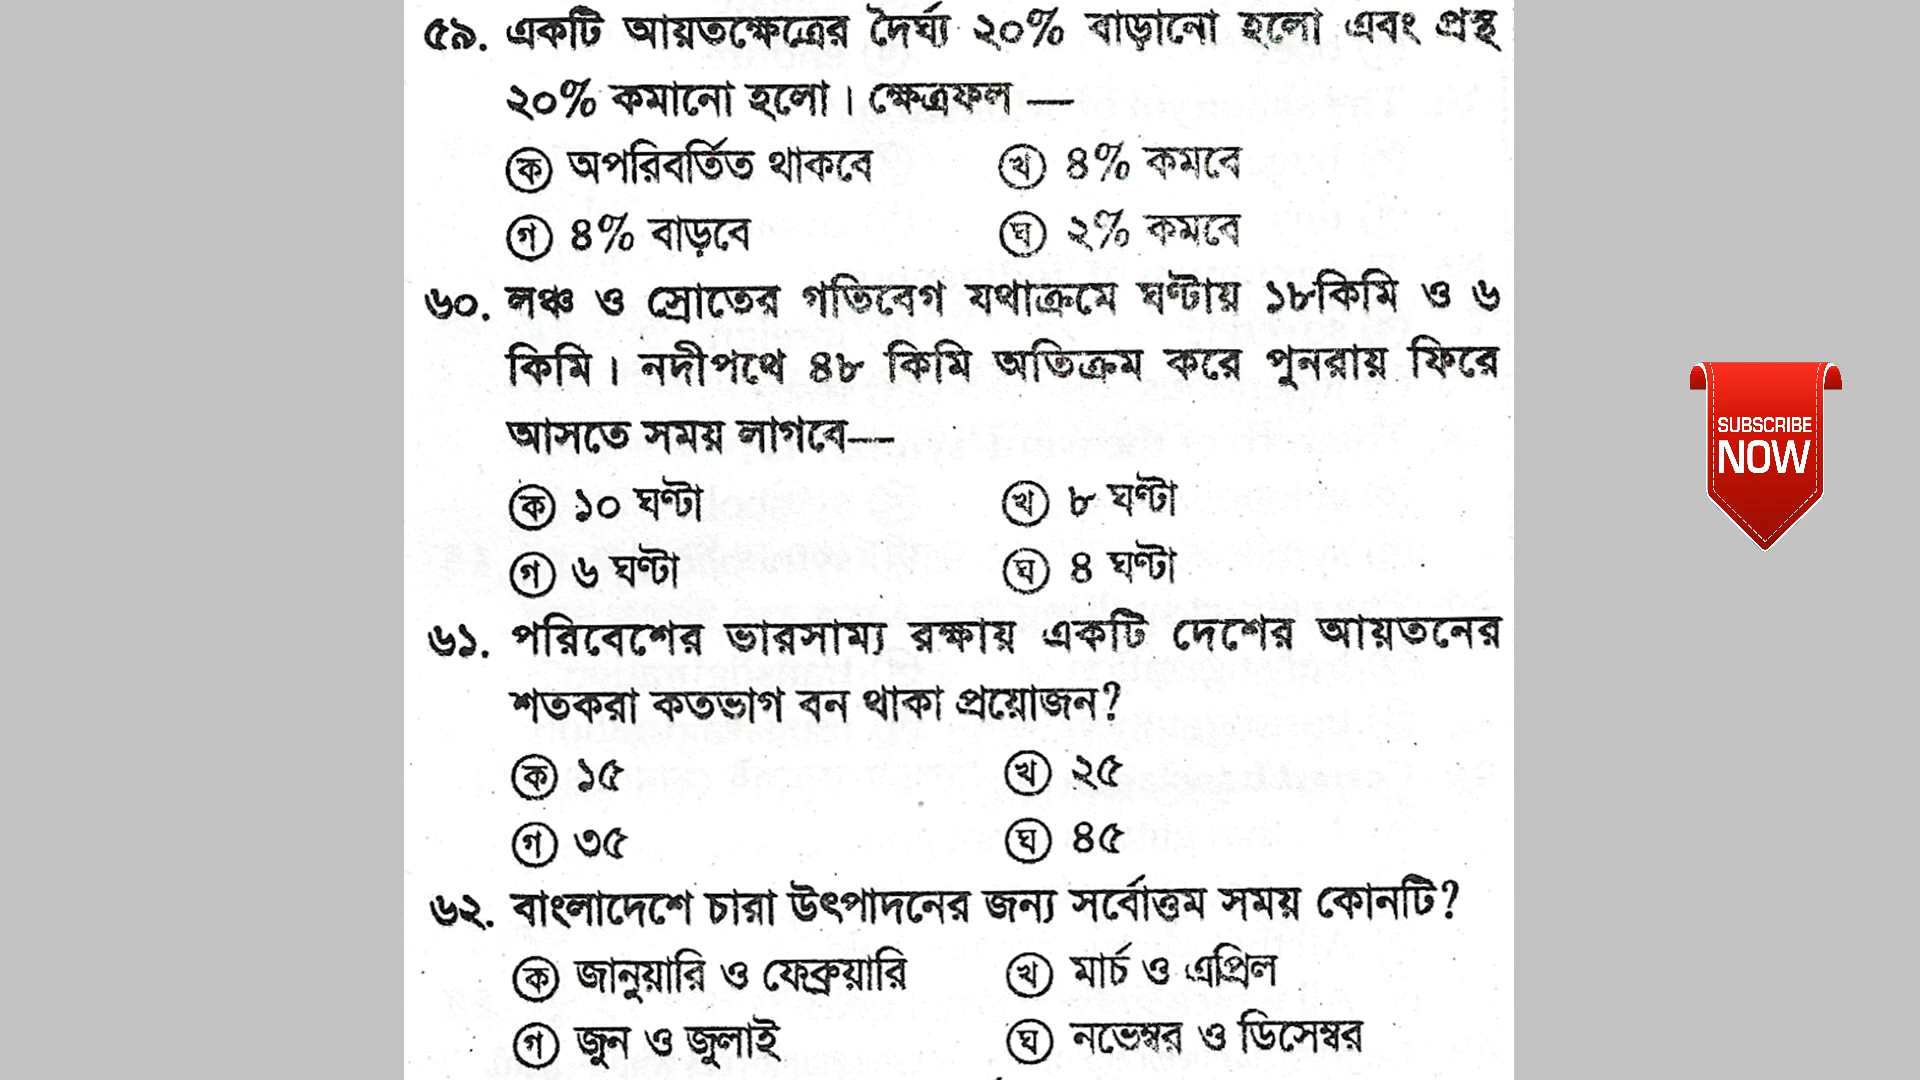 ৫৯. একটি আয়তক্ষেত্রের দৈর্ঘ্য ২০% বাড়ানো হলো এবং প্রস্থ
২০% কমানো হলো। ক্ষেত্রফল —
ক অপরিবর্তিত থাকবে খ ৪% কমবে
গ ৪% বাড়বে ঘ ২% কমবে
৬০. লঞ্চ ও স্রোতের গতিবেগ যথাক্রমে ঘণ্টায় ১৮কিমি ও ৬
কিমি। নদীপথে ৪৮ কিমি অতিক্রম করে পুনরায় ফিরে
আসতে সময় লাগবে—
ক ১০ ঘণ্টা খ ৮ ঘণ্টা
গ ৬ ঘণ্টা ঘ ৪ ঘণ্টা
৬১. পরিবেশের ভারসাম্য রক্ষায় একটি দেশের আয়তনের
শতকরা কতভাগ বন থাকা প্রয়োজন?
ক ১৫ খ ২৫
গ ৩৫ ঘ ৪৫
৬২. বাংলাদেশে চারা উৎপাদনের জন্য সর্বোত্তম সময় কোনটি?
ক জানুয়ারি ও ফেব্রুয়ারি খ মার্চ ও এপ্রিল
গ জুন ও জুলাই ঘ নভেম্বর ও ডিসেম্বর
SUBSCRIBE
NOW